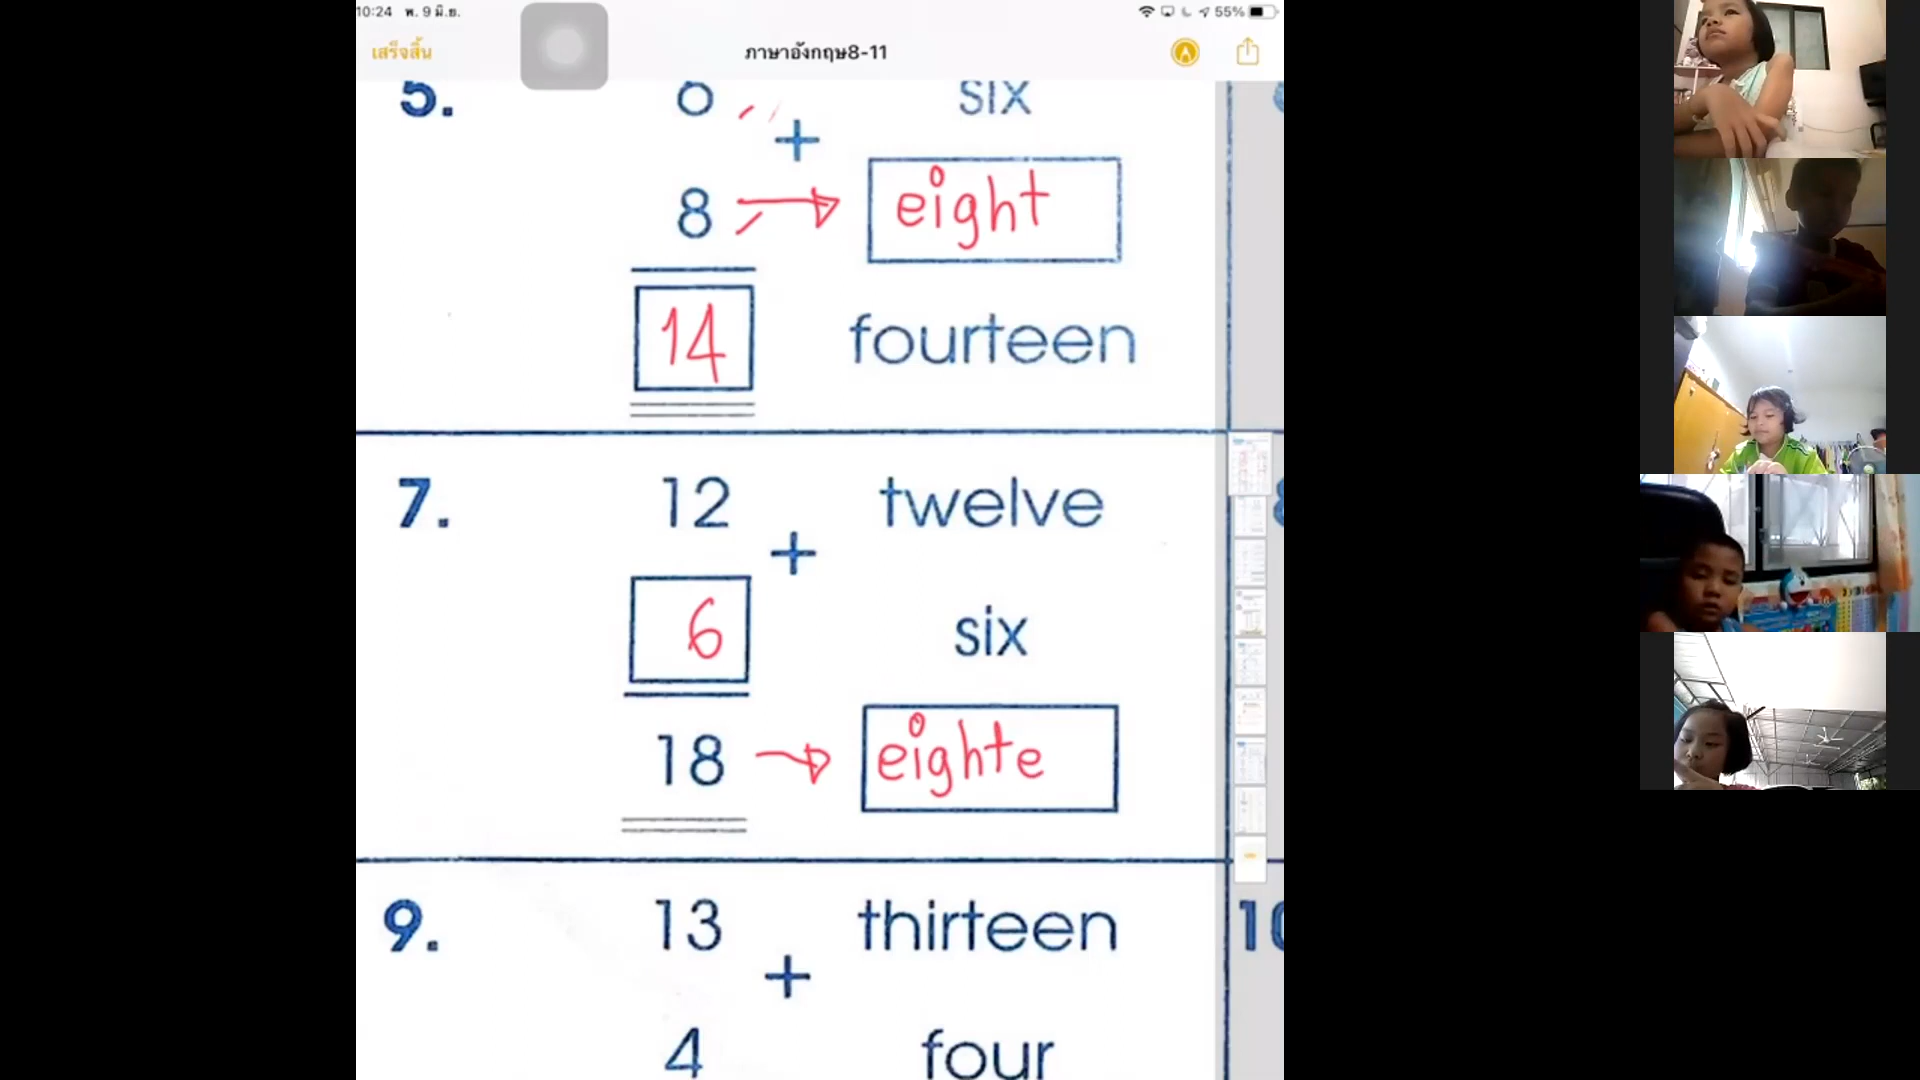 10:24 พ. 9 มิ.ย.
55%
เสร็จสิ้น
ภาษาอังกฤษ8-11
5. 6 six
+
8 eight
14 fourteen
7. 12 twelve
+
6 six
18 eighte
9. 13 thirteen
10
+
4 four